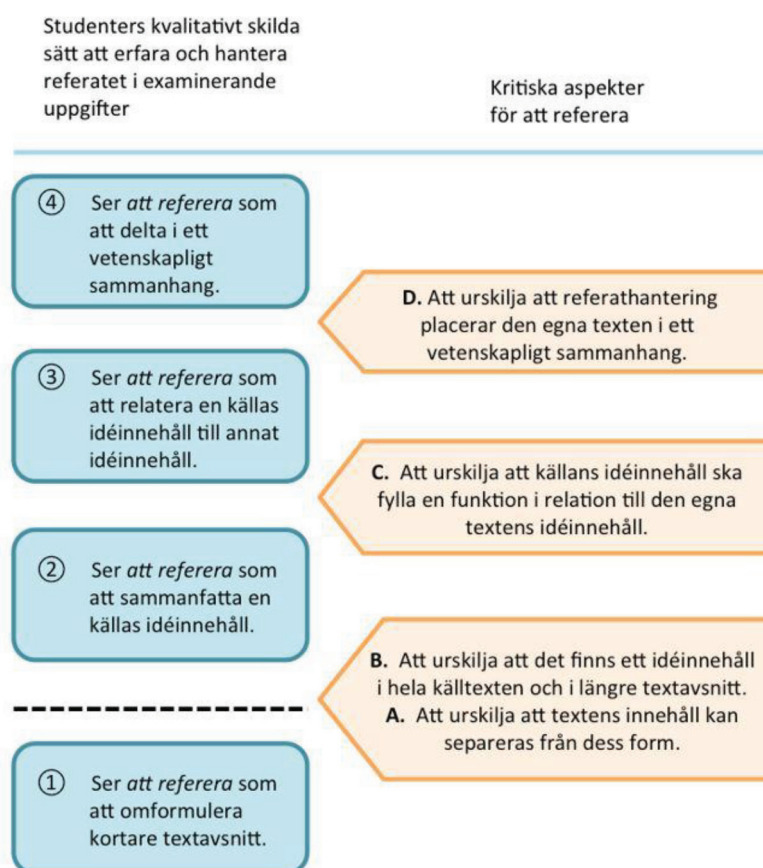 Studenters kvalitativt skilda
sätt att erfara och hantera
referatet i examinerande
uppgifter
Kritiska aspekter
för att referera
④ Ser att referera som
att delta i ett
vetenskapligt
sammanhang.
D. Att urskilja att referathantering
placerar den egna texten i ett
vetenskapligt sammanhang.
③ Ser att referera som
att relatera en källas
idéinnehåll till annat
idéinnehåll.
C. Att urskilja att källans idéinnehåll ska
fylla en funktion i relation till den egna
textens idéinnehåll.
② Ser att referera som
att sammanfatta en
källas idéinnehåll.
B. Att urskilja att det finns ett idéinnehåll
i hela källtexten och i längre textavsnitt.
A. Att urskilja att textens innehåll kan
separeras från dess form.
① Ser att referera som
att omformulera
kortare textavsnitt.